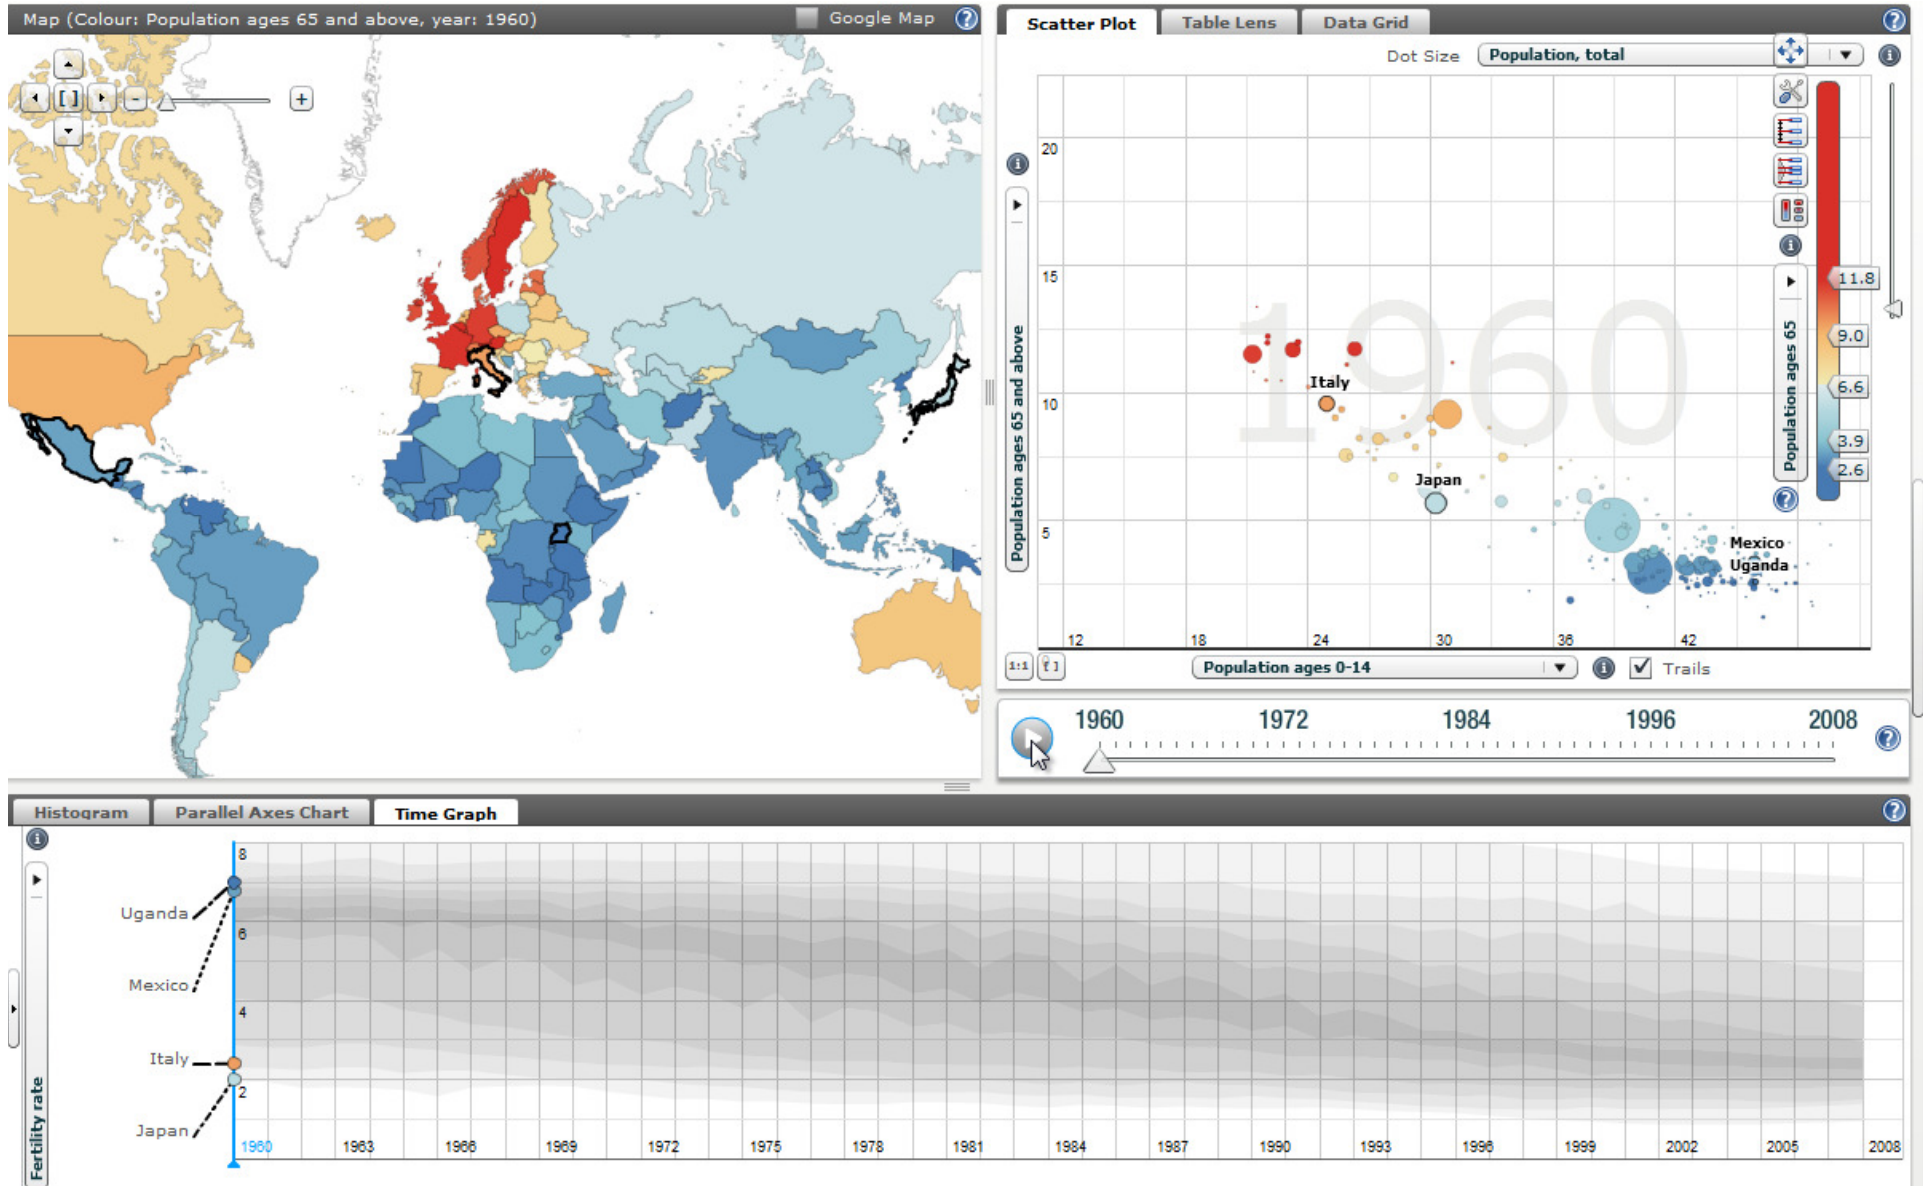 Map (Colour: Population ages 65 and above, year: 1960)
Google Map
?
[ ]
-
+
Scatter Plot
Table Lens
Data Grid
?
Dot Size
Population, total
i
1960
20
15
10
5
12
18
24
30
36
42
Italy
Japan
Mexico
Uganda
Population ages 65 and above
i
i
Population ages 65
11.8
9.0
6.6
3.9
2.6
?
1:1
[ ]
Population ages 0-14
i
Trails
1960
1972
1984
1996
2008
?
Histogram
Parallel Axes Chart
Time Graph
?
i
Fertility rate
Uganda
Mexico
Italy
Japan
8
6
4
2
1960
1963
1966
1969
1972
1975
1978
1981
1984
1987
1990
1993
1996
1999
2002
2005
2008